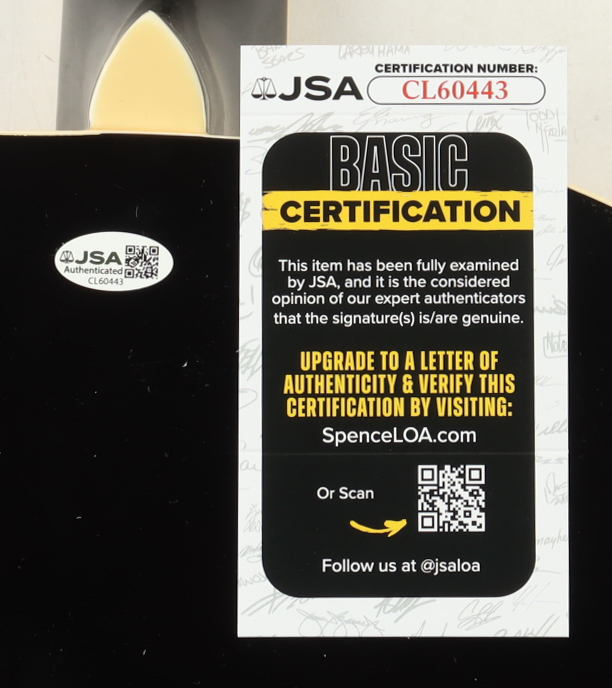 JSA
CERTIFICATION NUMBER:
CL60443
BASIC
CERTIFICATION
This item has been fully examined
by JSA, and it is the considered
opinion of our expert authenticators
that the signature(s) is/are genuine.
UPGRADE TO A LETTER OF
AUTHENTICITY & VERIFY THIS
CERTIFICATION BY VISITING:
SpenceLOA.com
Or Scan
Follow us at @jsaloa
JSA
Authenticated
CL60443